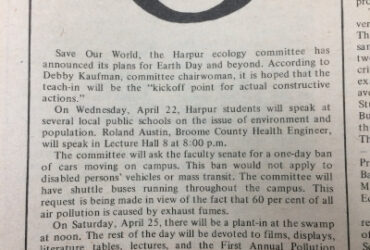 Save Our World, the Harpur ecology committee has
announced its plans for Earth Day and beyond. According to
Debby Kaufman, committee chairwoman, it is hoped that the
teach-in will be the "kickoff point for actual constructive
actions."
On Wednesday, April 22, Harpur students will speak at
several local public schools on the issue of environment and
population. Roland Austin, Broome County Health Engineer,
will speak in Lecture Hall 8 at 8:00 p.m.
The committee will ask the faculty senate for a one-day ban
of cars moving on campus. This ban would not apply to
disabled persons' vehicles or mass transit. The committee will
have shuttle buses running throughout the campus. This
request is being made in view of the fact that 60 per cent of all
air pollution is caused by exhaust fumes.
On Saturday, April 25, there will be a plant-in at the swamp
at noon. The rest of the day will be devoted to films, displays,
literature tables, lectures, and the First Annual Pollution